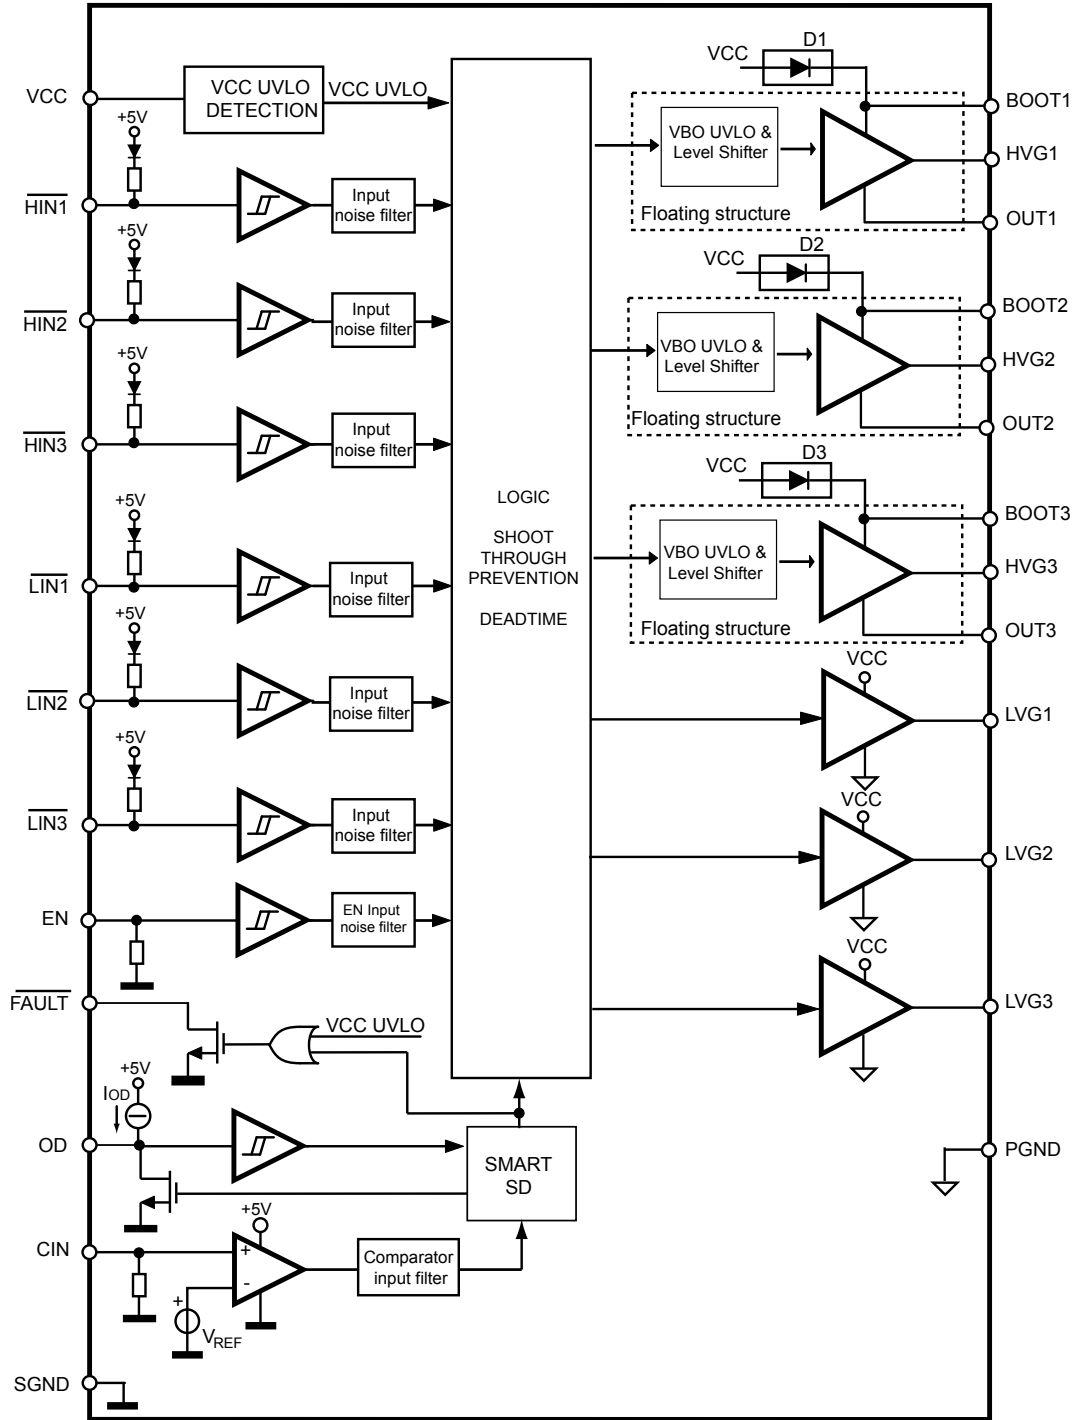 VCC
VCC UVLO
DETECTION
VCC UVLO
+5V
HIN1
Input
noise filter
+5V
HIN2
Input
noise filter
+5V
HIN3
Input
noise filter
+5V
LIN1
Input
noise filter
+5V
LIN2
Input
noise filter
+5V
LIN3
Input
noise filter
EN
EN Input
noise filter
FAULT
VCC UVLO
+5V
IOD
OD
SMART
SD
CIN
+5V
+
-
Comparator
input filter
+
VREF
SGND
LOGIC
SHOOT
THROUGH
PREVENTION
DEADTIME
D1
VCC
VBO UVLO &
Level Shifter
Floating structure
BOOT1
HVG1
OUT1
D2
VCC
VBO UVLO &
Level Shifter
Floating structure
BOOT2
HVG2
OUT2
D3
VCC
VBO UVLO &
Level Shifter
Floating structure
BOOT3
HVG3
OUT3
VCC
LVG1
VCC
LVG2
VCC
LVG3
PGND